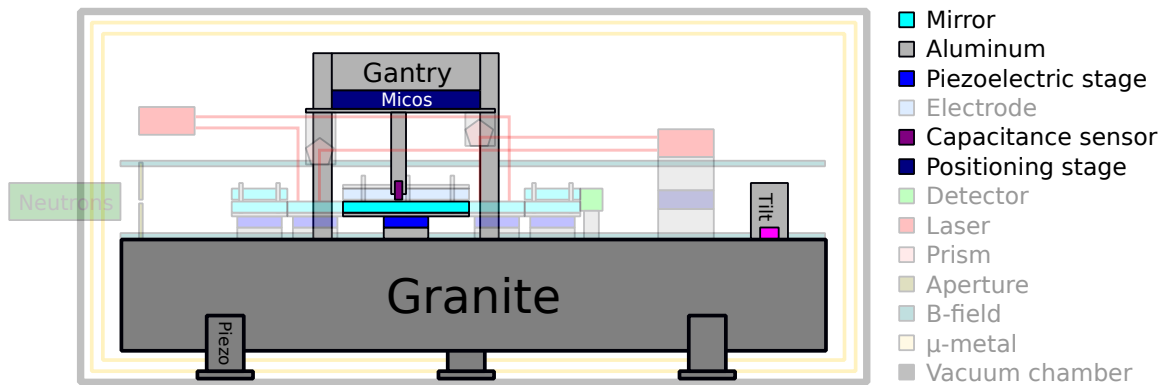 Gantry
Micos
Neutrons
Tilt
Granite
Piezo
Mirror
Aluminum
Piezoelectric stage
Electrode
Capacitance sensor
Positioning stage
Detector
Laser
Prism
Aperture
B-field
μ-metal
Vacuum chamber